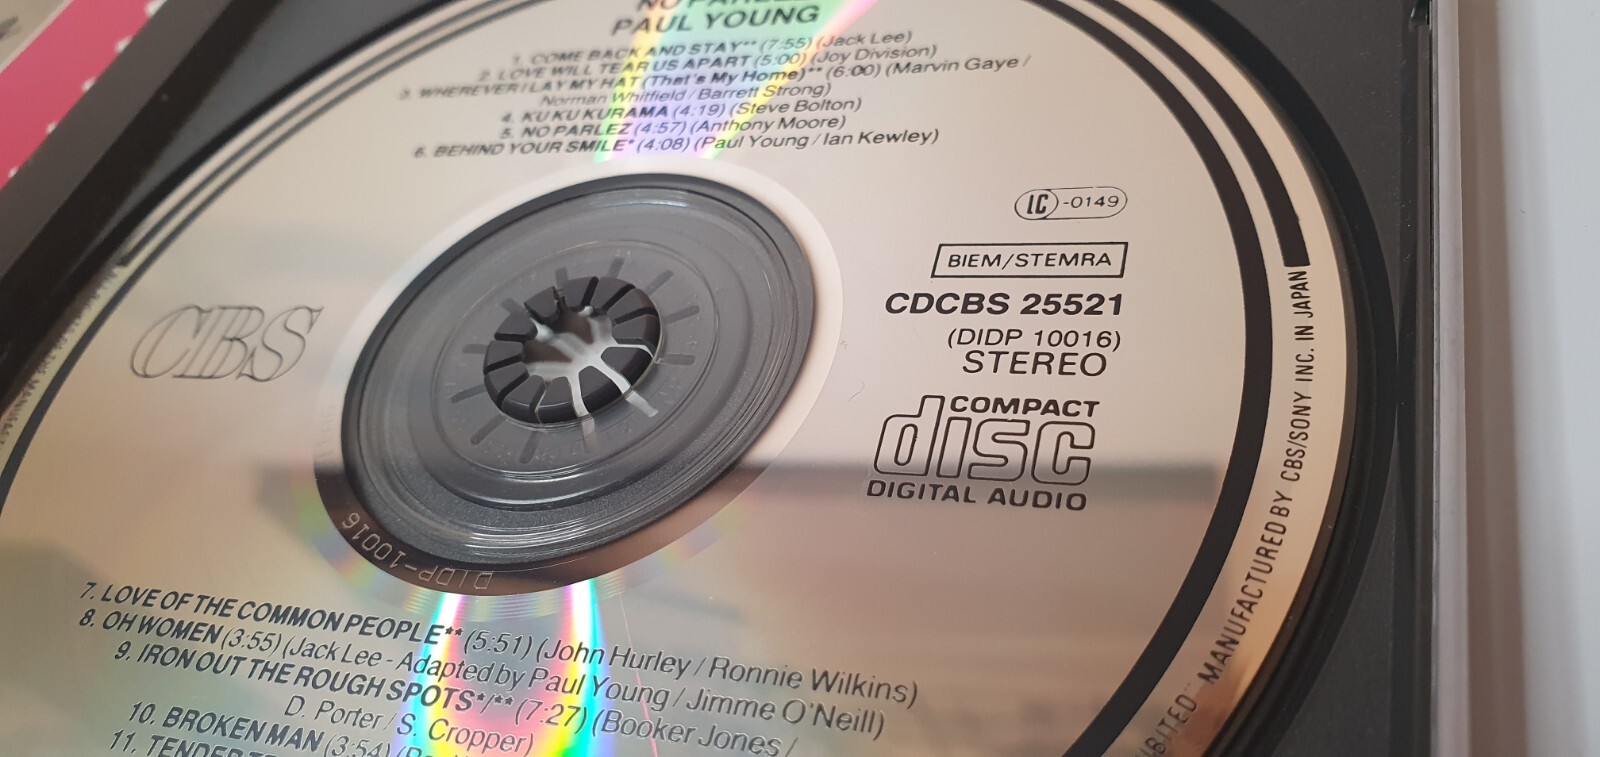 NO PARLEZ
PAUL YOUNG
1. COME BACK AND STAY** (7:55) (Jack Lee)
2. LOVE WILL TEAR US APART (5:00) (Joy Division)
3. WHEREVER I LAY MY HAT (That's My Home)** (6:00) (Marvin Gaye /
Norman Whitfield / Barrett Strong)
4. KU KU KURAMA (4:19) (Steve Bolton)
5. NO PARLEZ (4:57) (Anthony Moore)
6. BEHIND YOUR SMILE* (4:08) (Paul Young / Ian Kewley)
LC-0149
BIEM/STEMRA
CDCBS 25521
(DIDP 10016)
STEREO
COMPACT
disc
DIGITAL AUDIO
CBS
DIDP-10016
7. LOVE OF THE COMMON PEOPLE** (5:51) (John Hurley / Ronnie Wilkins)
8. OH WOMEN (3:55) (Jack Lee - Adapted by Paul Young / Jimme O'Neill)
9. IRON OUT THE ROUGH SPOTS*/** (7:27) (Booker Jones /
D. Porter / S. Cropper)
10. BROKEN MAN (3:54)
11. TENDER
MANUFACTURED BY CBS/SONY INC. IN JAPAN